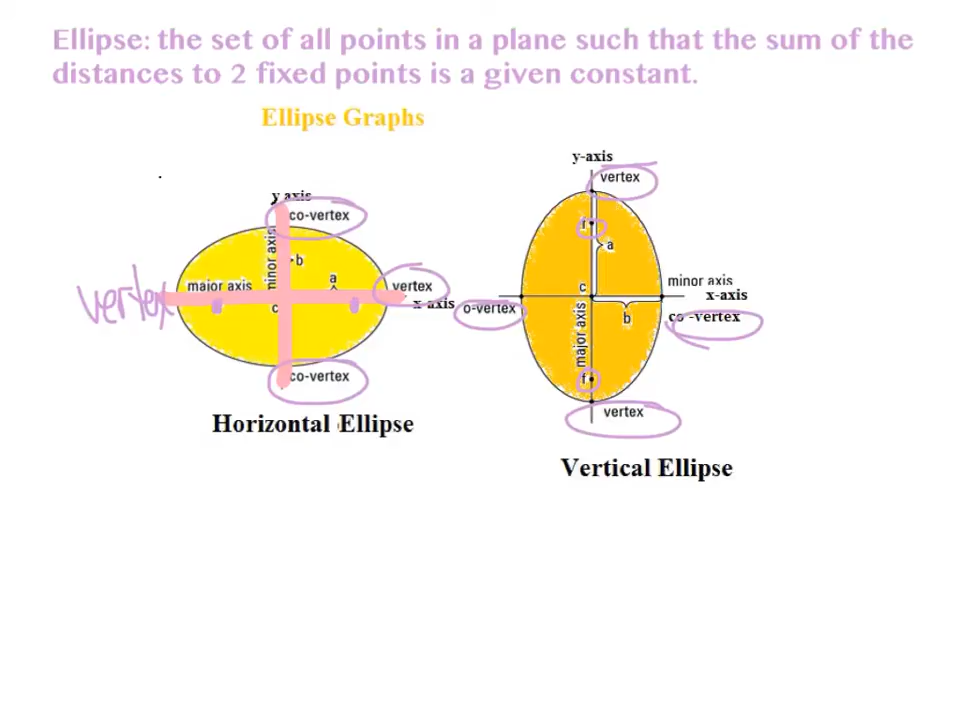 Ellipse: the set of all points in a plane such that the sum of the
distances to 2 fixed points is a given constant.
Ellipse Graphs
y axis
co-vertex
minor axis
b
major axis
a
vertex
vertex
x-axis
c
co-vertex
Horizontal Ellipse
y-axis
vertex
f
a
c
minor axis
x-axis
o-vertex
b
co -vertex
major axis
f
vertex
Vertical Ellipse